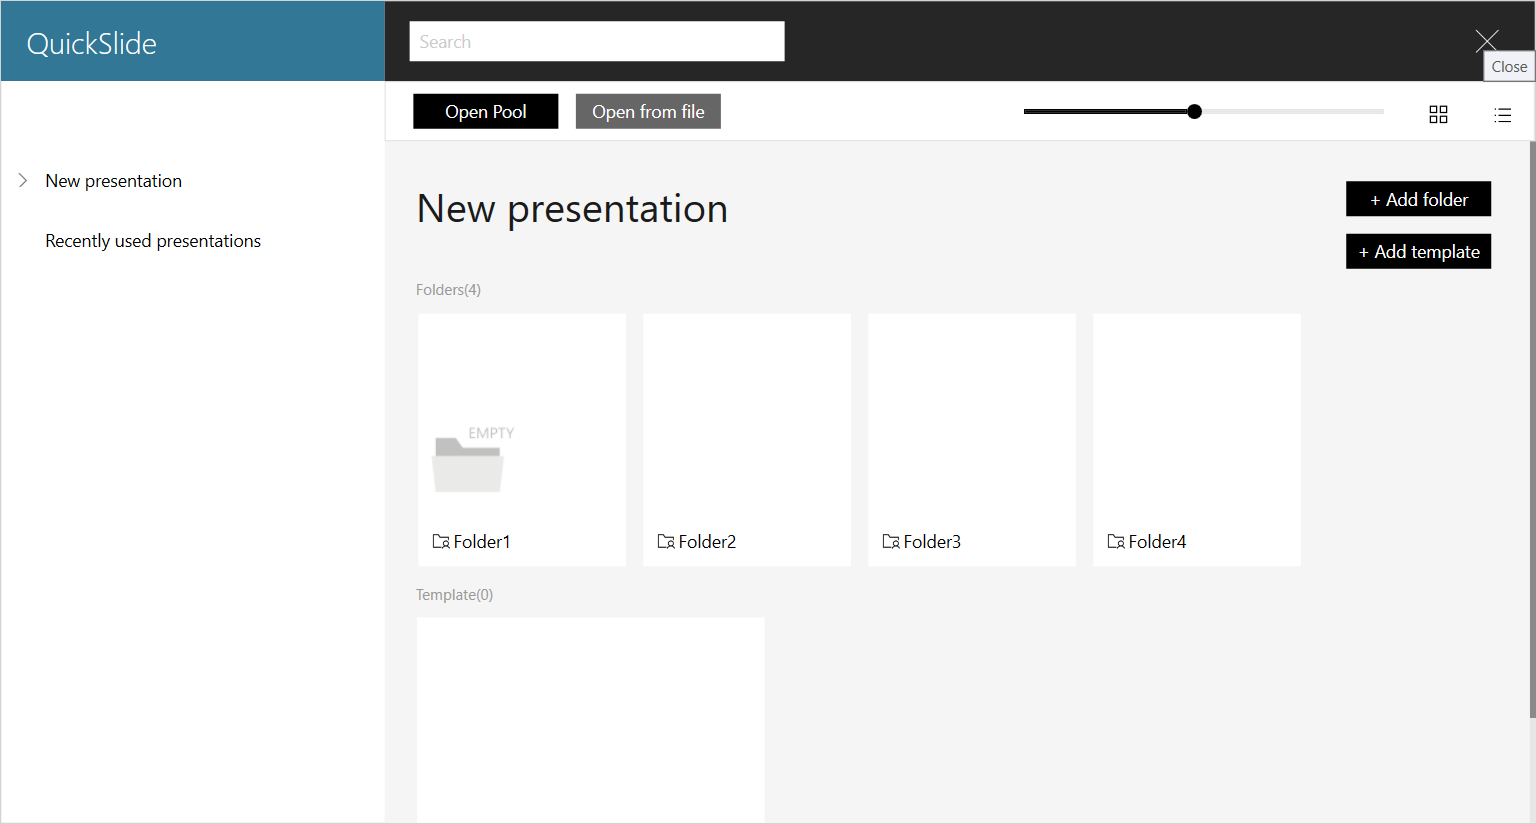 QuickSlide
Search
Close
Open Pool
Open from file
New presentation
Recently used presentations
New presentation
+ Add folder
+ Add template
Folders(4)
EMPTY
Folder1
Folder2
Folder3
Folder4
Template(0)